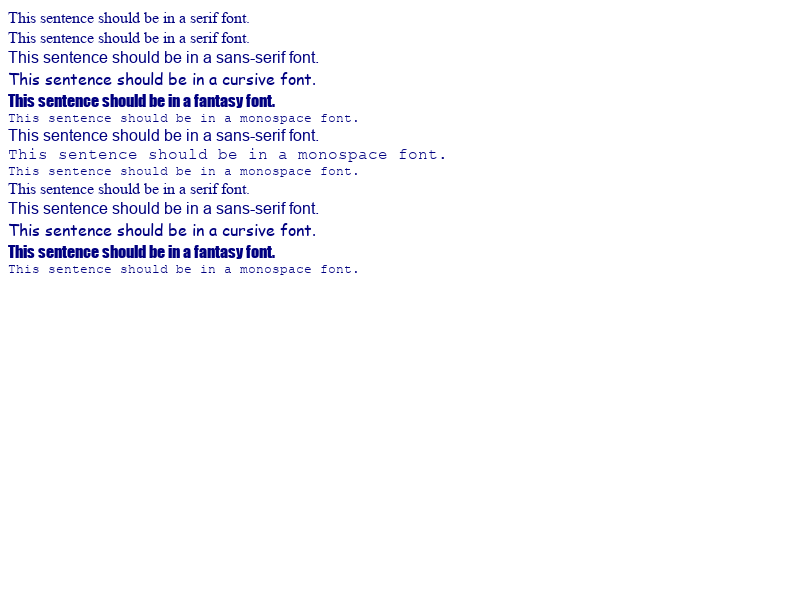 This sentence should be in a serif font.
This sentence should be in a serif font.
This sentence should be in a sans-serif font.
This sentence should be in a cursive font.
This sentence should be in a fantasy font.
This sentence should be in a monospace font.
This sentence should be in a sans-serif font.
This sentence should be in a monospace font.
This sentence should be in a monospace font.
This sentence should be in a serif font.
This sentence should be in a sans-serif font.
This sentence should be in a cursive font.
This sentence should be in a fantasy font.
This sentence should be in a monospace font.